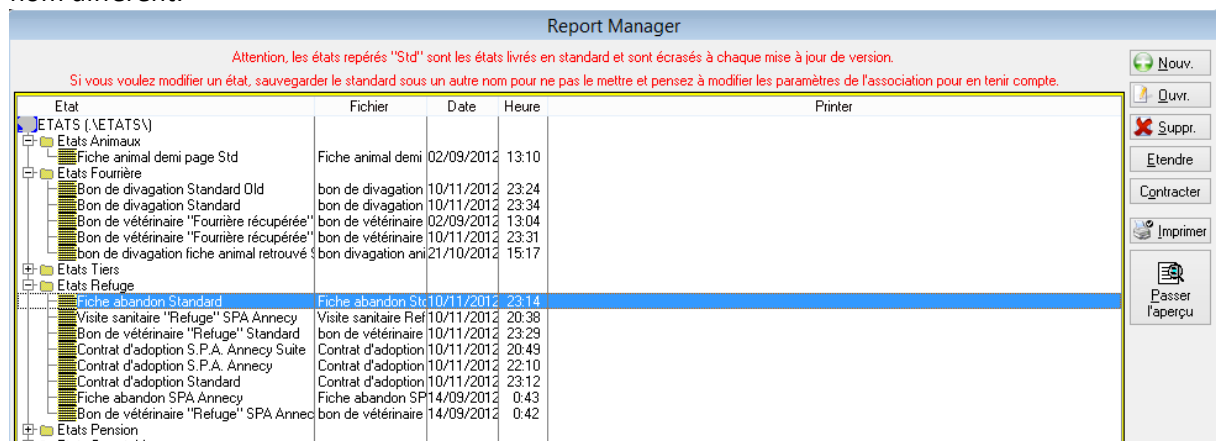 Report Manager
Attention, les états repérés "Std" sont les états livrés en standard et sont écrasés à chaque mise à jour de version.
Si vous voulez modifier un état, sauvegarder le standard sous un autre nom pour ne pas le mettre et pensez à modifier les paramètres de l'association pour en tenir compte.
Nouv.
Ouvr.
Suppr.
Etendre
Contracter
Imprimer
Passer
l'aperçu
Etat Fichier Date Heure Printer
ETATS (.\ETATS\)
Etats Animaux
Fiche animal demi page Std Fiche animal demi 02/09/2012 13:10
Etats Fourrière
Bon de divagation Standard Old bon de divagation 10/11/2012 23:24
Bon de divagation Standard bon de divagation 10/11/2012 23:34
Bon de vétérinaire "Fourrière récupérée" bon de vétérinaire 02/09/2012 13:04
Bon de vétérinaire "Fourrière récupérée" bon de vétérinaire 10/11/2012 23:31
bon de divagation fiche animal retrouvé bon divagation ani 21/10/2012 15:17
Etats Tiers
Etats Refuge
Fiche abandon Standard Fiche abandon Stc 10/11/2012 23:14
Visite sanitaire "Refuge" SPA Annecy Visite sanitaire Ref 10/11/2012 20:38
Bon de vétérinaire "Refuge" Standard bon de vétérinaire 10/11/2012 23:29
Contrat d'adoption S.P.A. Annecy Suite Contrat d'adoption 10/11/2012 20:49
Contrat d'adoption S.P.A. Annecy Contrat d'adoption 10/11/2012 22:10
Contrat d'adoption Standard Contrat d'adoption 10/11/2012 23:12
Fiche abandon SPA Annecy Fiche abandon SP 14/09/2012 0:43
Bon de vétérinaire "Refuge" SPA Annec bon de vétérinaire 14/09/2012 0:42
Etats Pension